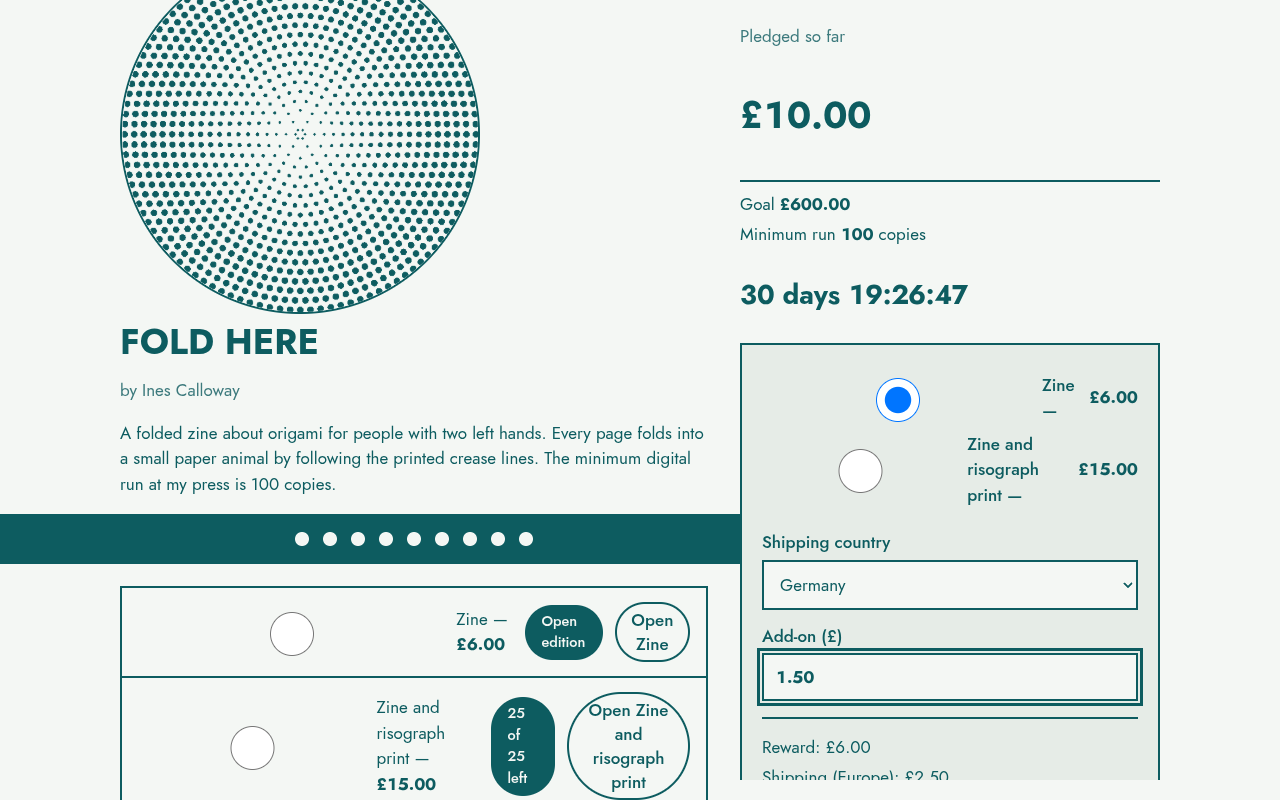 FOLD HERE
by Ines Calloway
A folded zine about origami for people with two left hands. Every page folds into
a small paper animal by following the printed crease lines. The minimum digital
run at my press is 100 copies.
Zine —
£6.00
Open
edition
Open
Zine
Zine and
risograph
print —
£15.00
25
of
25
left
Open Zine
and
risograph
print
Pledged so far
£10.00
Goal £600.00
Minimum run 100 copies
30 days 19:26:47
Zine
—
£6.00
Zine and
risograph
print —
£15.00
Shipping country
Germany
Add-on (£)
1.50
Reward: £6.00
Shipping (Europe): £2.50